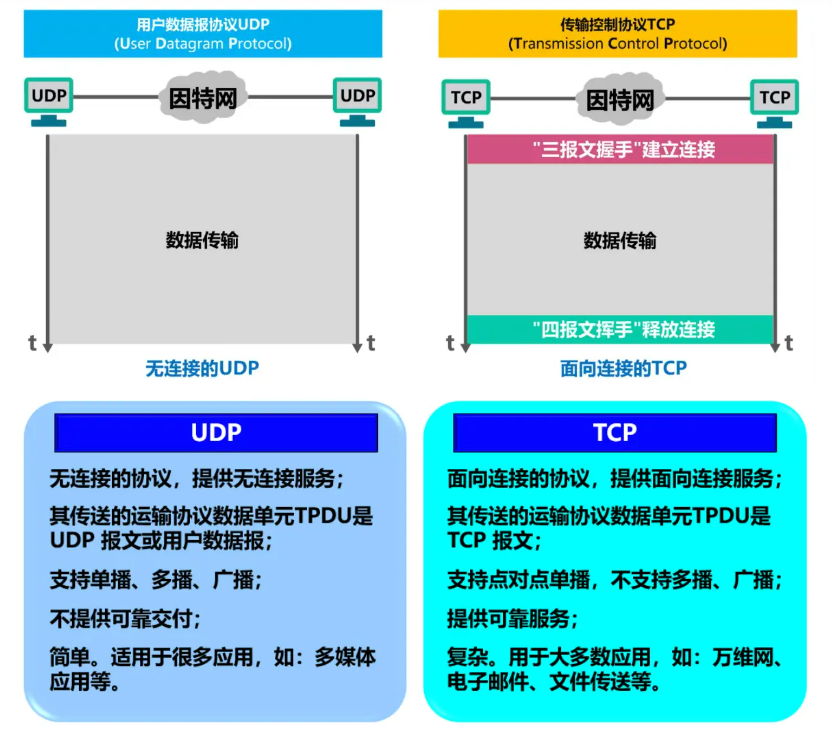 用户数据报协议UDP
(User Datagram Protocol)
UDP
因特网
UDP
数据传输
t
t
无连接的UDP
传输控制协议TCP
(Transmission Control Protocol)
TCP
因特网
TCP
"三报文握手"建立连接
数据传输
"四报文挥手"释放连接
t
t
面向连接的TCP
UDP
无连接的协议，提供无连接服务；
其传送的运输协议数据单元TPDU是
UDP 报文或用户数据报；
支持单播、多播、广播；
不提供可靠交付；
简单。适用于很多应用，如：多媒体
应用等。
TCP
面向连接的协议，提供面向连接服务；
其传送的运输协议数据单元TPDU是
TCP 报文；
支持点对点单播，不支持多播、广播；
提供可靠服务；
复杂。用于大多数应用，如：万维网、
电子邮件、文件传送等。